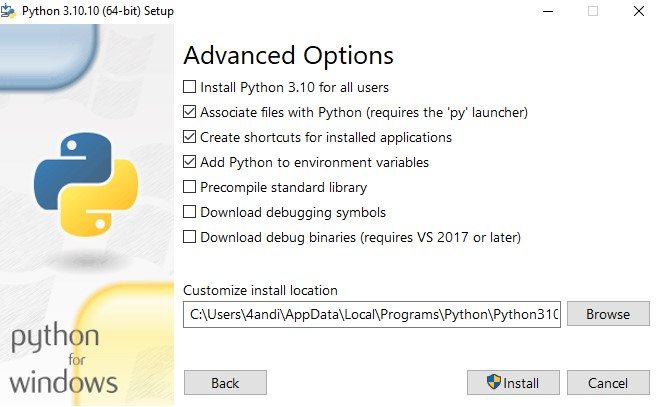 Python 3.10.10 (64-bit) Setup
Advanced Options
Install Python 3.10 for all users
Associate files with Python (requires the 'py' launcher)
Create shortcuts for installed applications
Add Python to environment variables
Precompile standard library
Download debugging symbols
Download debug binaries (requires VS 2017 or later)
Customize install location
C:\Users\4andi\AppData\Local\Programs\Python\Python310
Browse
python
for
windows
Back
Install
Cancel